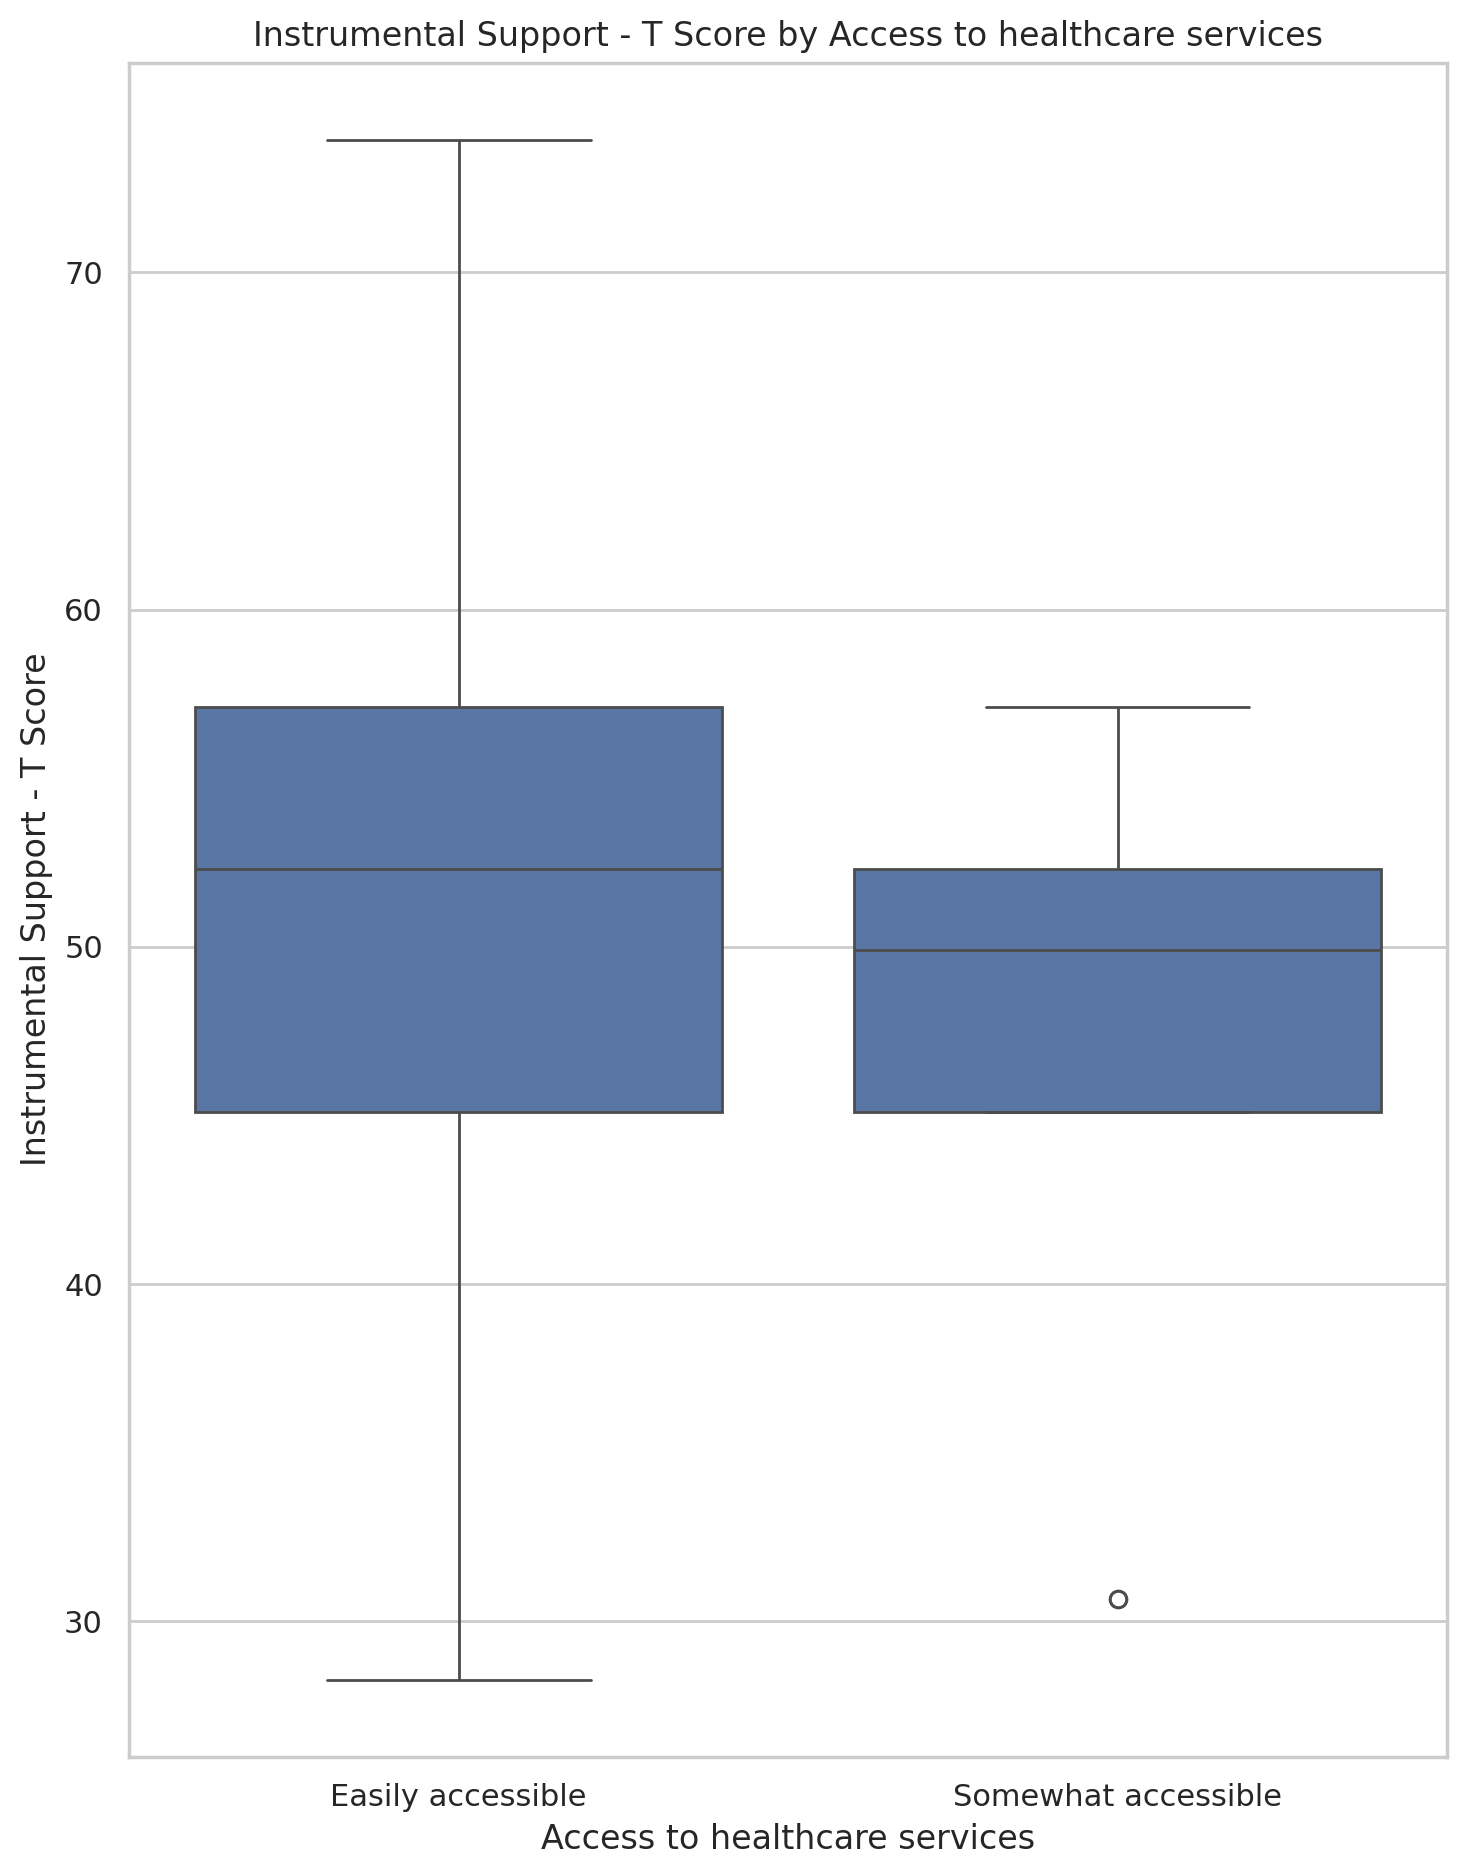 Instrumental Support - T Score by Access to healthcare services
Instrumental Support - T Score
70
60
50
40
30
Easily accessible
Somewhat accessible
Access to healthcare services